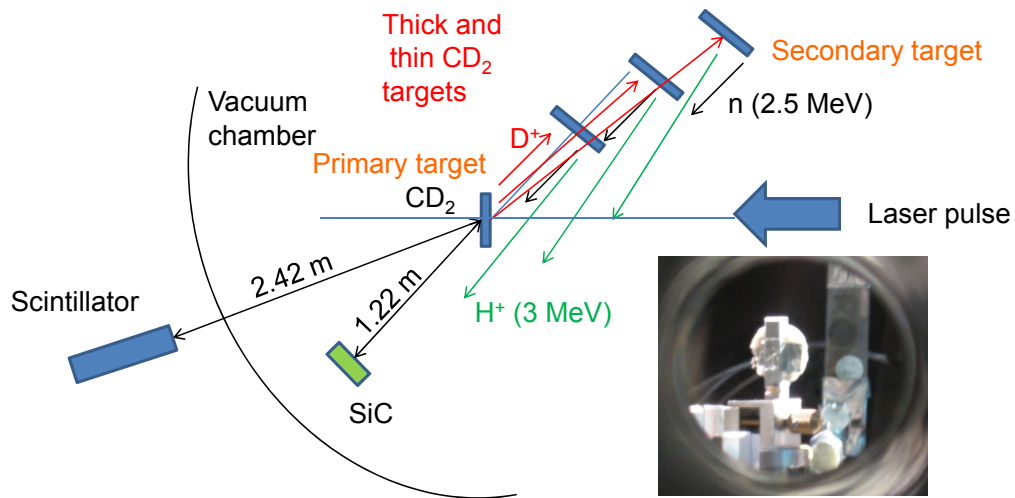 Thick and
thin CD2
targets
Secondary target
n (2.5 MeV)
Vacuum
chamber
D+
Primary target
CD2
Laser pulse
2.42 m
1.22 m
Scintillator
H+ (3 MeV)
SiC